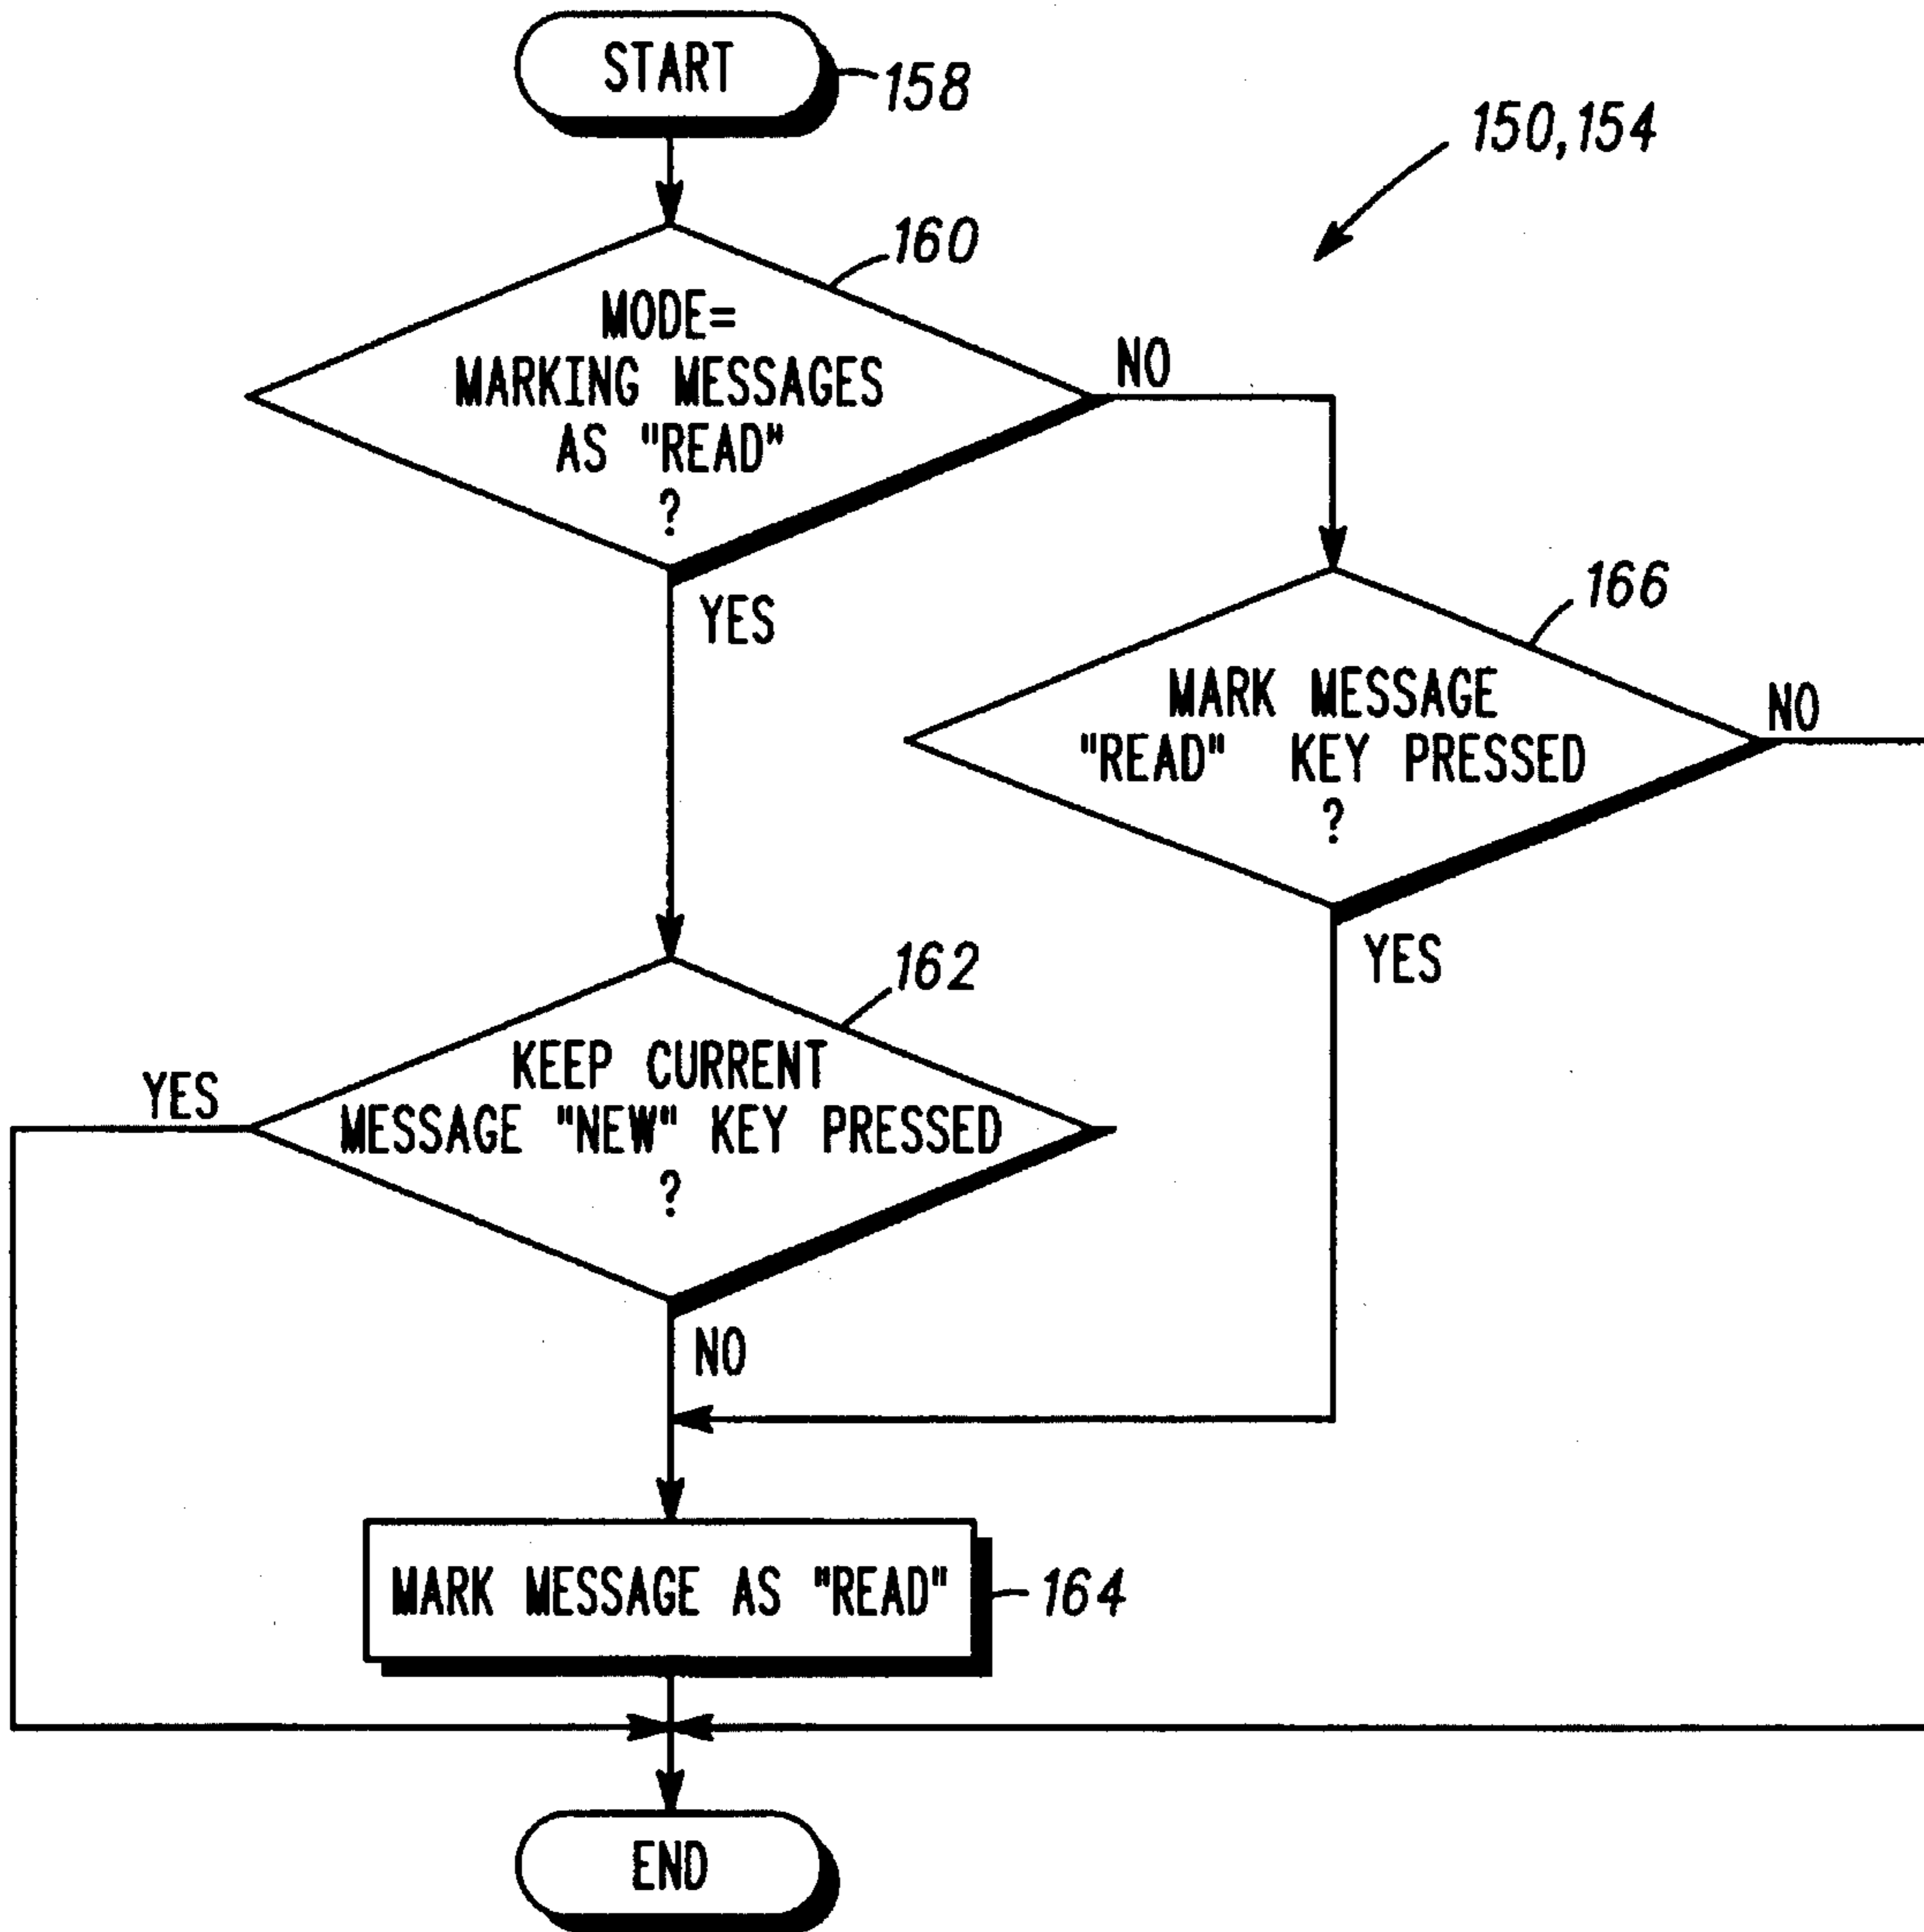 START
158
150,154
160
MODE=
MARKING MESSAGES
AS "READ"
?
NO
YES
166
MARK MESSAGE
"READ" KEY PRESSED
?
NO
YES
162
KEEP CURRENT
MESSAGE "NEW" KEY PRESSED
?
YES
NO
MARK MESSAGE AS "READ"
164
END